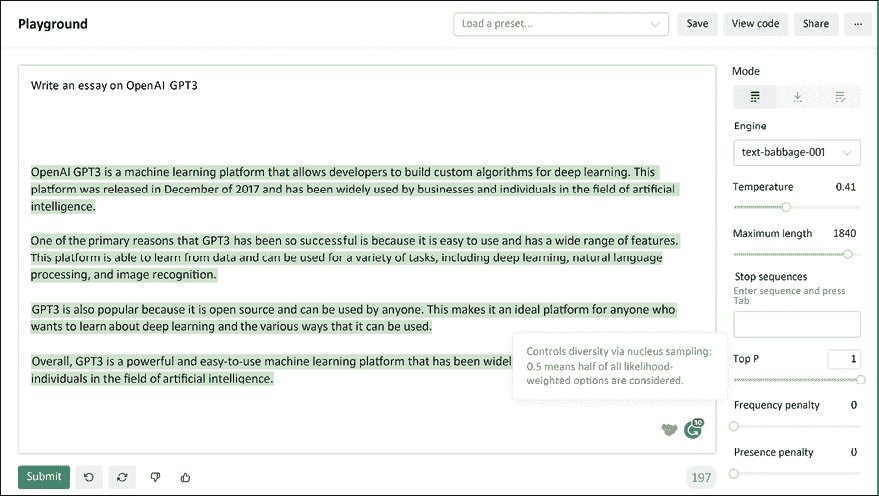 Playground
Load a preset...
Save
View code
Share
...
Write an essay on OpenAI GPT3
OpenAI GPT3 is a machine learning platform that allows developers to build custom algorithms for deep learning. This
platform was released in December of 2017 and has been widely used by businesses and individuals in the field of artificial
intelligence.
One of the primary reasons that GPT3 has been so successful is because it is easy to use and has a wide range of features.
This platform is able to learn from data and can be used for a variety of tasks, including deep learning, natural language
processing, and image recognition.
GPT3 is also popular because it is open source and can be used by anyone. This makes it an ideal platform for anyone who
wants to learn about deep learning and the various ways that it can be used.
Overall, GPT3 is a powerful and easy-to-use machine learning platform that has been widel
individuals in the field of artificial intelligence.
Controls diversity via nucleus sampling:
0.5 means half of all likelihood-
weighted options are considered.
10
Submit
197
Mode
Engine
text-babbage-001
Temperature 0.41
Maximum length 1840
Stop sequences
Enter sequence and press
Tab
Top P 1
Frequency penalty 0
Presence penalty 0